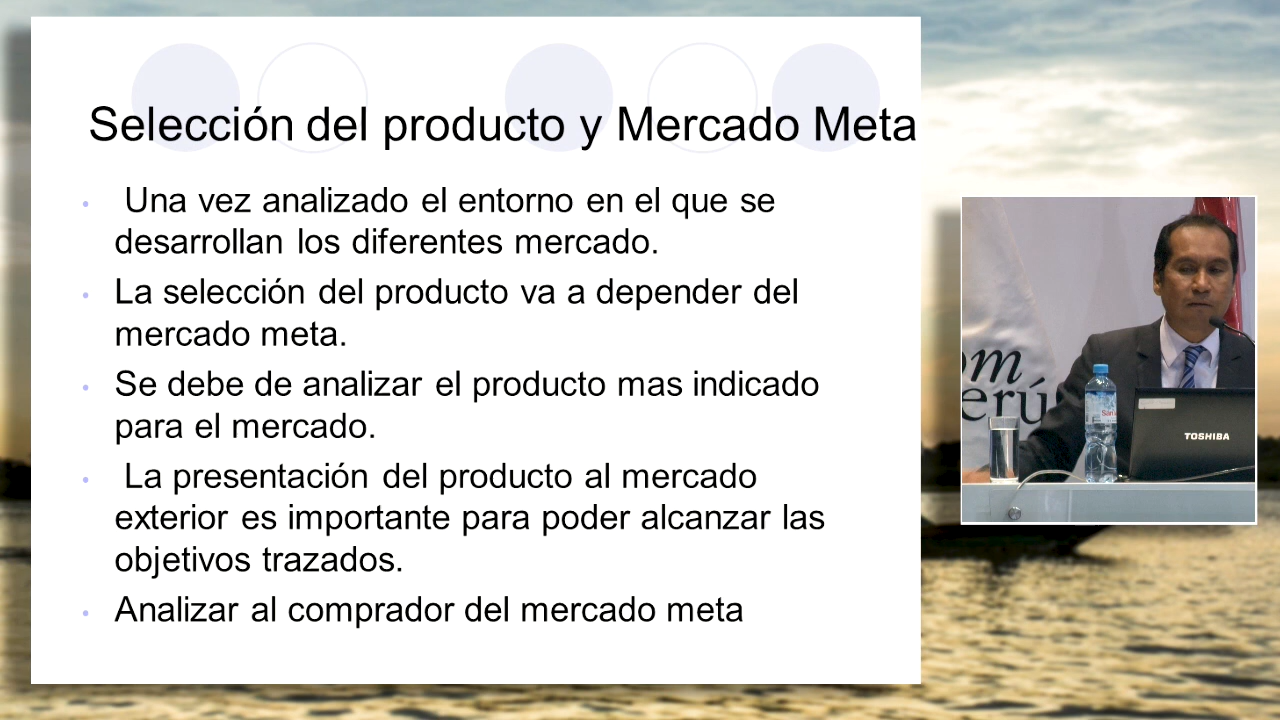 Selección del producto y Mercado Meta
• Una vez analizado el entorno en el que se
desarrollan los diferentes mercado.
• La selección del producto va a depender del
mercado meta.
• Se debe de analizar el producto mas indicado
para el mercado.
• La presentación del producto al mercado
exterior es importante para poder alcanzar las
objetivos trazados.
• Analizar al comprador del mercado meta
om
erú
TOSHIBA